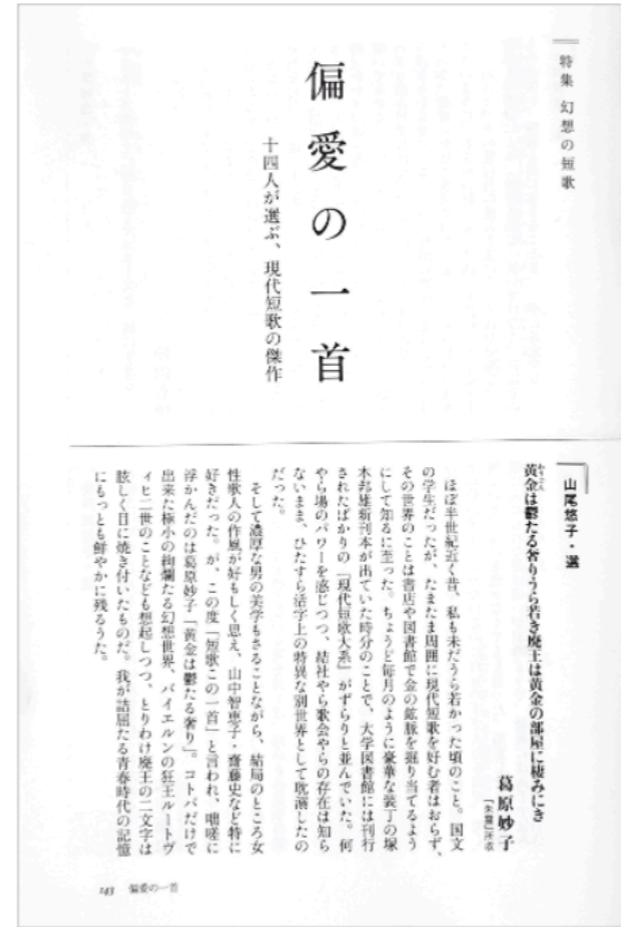 特集 幻想の短歌
偏愛の一首
十四人が選ぶ、現代短歌の傑作
山尾悠子・選
黄金は鬱たる奢りうら若き廃王は黄金の部屋に棲みにき
葛原妙子
『朱霊』所収
ほぼ半世紀近く昔、私も未だうら若かった頃のこと。国文
の学生だったが、たまたま周囲に現代短歌を好む者はおらず、
その世界のことは書店や図書館で金の鉱脈を掘り当てるよう
にして知るに至った。ちょうど毎月のように豪華な装丁の塚
本邦雄新刊本が出ていた時分のことで、大学図書館には刊行
されたばかりの『現代短歌大系』がずらりと並んでいた。何
やら場のパワーを感じつつ、結社やら歌会やらの存在は知ら
ないまま、ひたすら活字上の特異な別世界として耽溺したの
だった。
そして濃厚な男の美学もさることながら、結局のところ女
性歌人の作風が好もしく思え、山中智恵子・齋藤史など特に
好きだった。が、この度「短歌この一首」と言われ、咄嗟に
浮かんだのは葛原妙子「黄金は鬱たる奢り」。コトバだけで
出来た極小の絢爛たる幻想世界、バイエルンの狂王ルートヴ
ィヒ二世のことなども想起しつつ、とりわけ廃王の二文字は
眩しく目に焼き付いたものだ。我が詰屈たる青春時代の記憶
にもっとも鮮やかに残るうた。
143 偏愛の一首